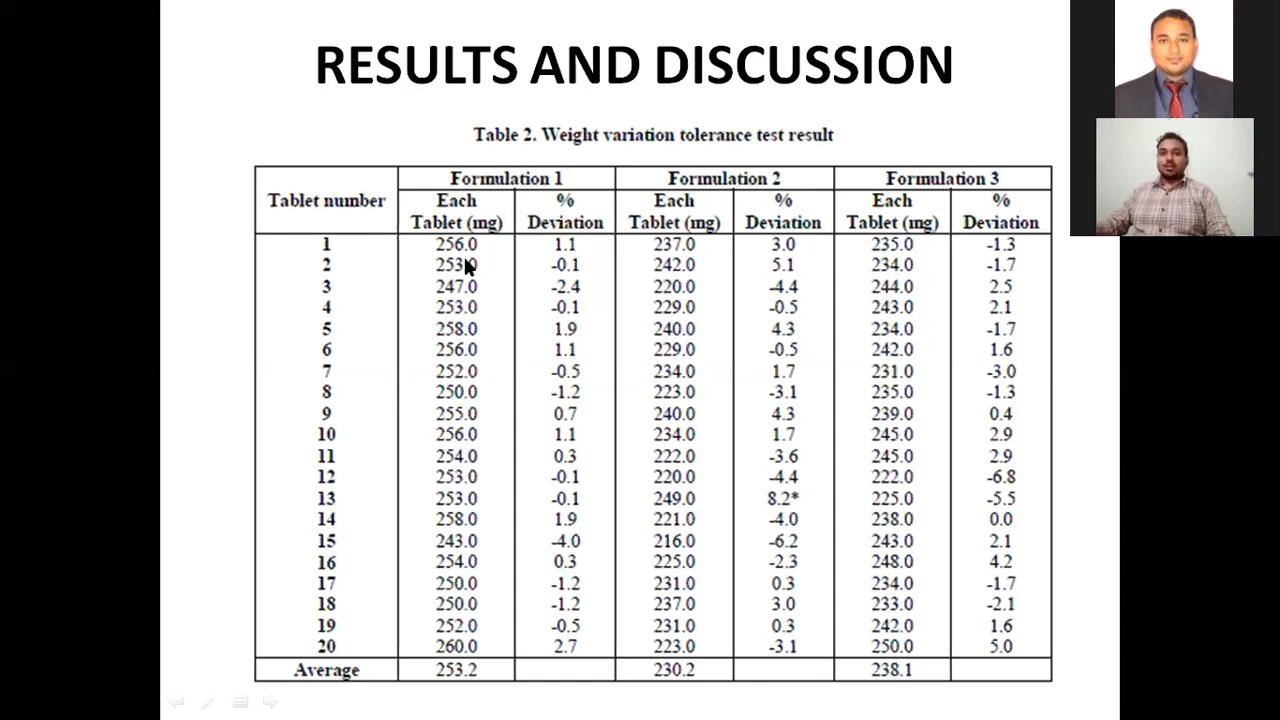 RESULTS AND DISCUSSION
Table 2. Weight variation tolerance test result
Tablet number Formulation 1 Formulation 2 Formulation 3
Each Tablet (mg) % Deviation Each Tablet (mg) % Deviation Each Tablet (mg) % Deviation
1 256.0 1.1 237.0 3.0 235.0 -1.3
2 253.0 -0.1 242.0 5.1 234.0 -1.7
3 247.0 -2.4 220.0 -4.4 244.0 2.5
4 253.0 -0.1 229.0 -0.5 243.0 2.1
5 258.0 1.9 240.0 4.3 234.0 -1.7
6 256.0 1.1 229.0 -0.5 242.0 1.6
7 252.0 -0.5 234.0 1.7 231.0 -3.0
8 250.0 -1.2 223.0 -3.1 235.0 -1.3
9 255.0 0.7 240.0 4.3 239.0 0.4
10 256.0 1.1 234.0 1.7 245.0 2.9
11 254.0 0.3 222.0 -3.6 245.0 2.9
12 253.0 -0.1 220.0 -4.4 222.0 -6.8
13 253.0 -0.1 249.0 8.2* 225.0 -5.5
14 258.0 1.9 221.0 -4.0 238.0 0.0
15 243.0 -4.0 216.0 -6.2 243.0 2.1
16 254.0 0.3 225.0 -2.3 248.0 4.2
17 250.0 -1.2 231.0 0.3 234.0 -1.7
18 250.0 -1.2 237.0 3.0 233.0 -2.1
19 252.0 -0.5 231.0 0.3 242.0 1.6
20 260.0 2.7 223.0 -3.1 250.0 5.0
Average 253.2 230.2 238.1